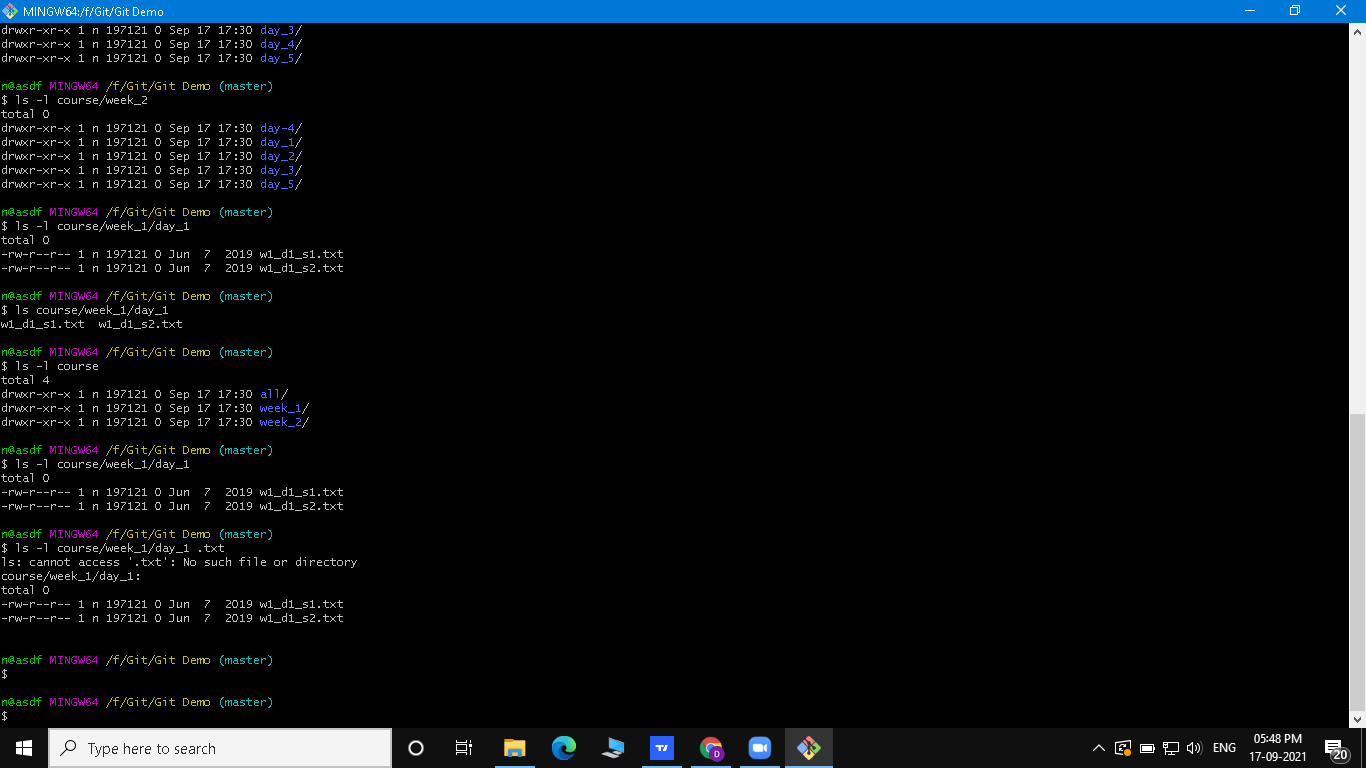 MINGW64:/f/Git/Git Demo
drwxr-xr-x 1 n 197121 0 Sep 17 17:30 day_3/
drwxr-xr-x 1 n 197121 0 Sep 17 17:30 day_4/
drwxr-xr-x 1 n 197121 0 Sep 17 17:30 day_5/
n@asdf MINGW64 /f/Git/Git Demo (master)
$ ls -l course/week_2
total 0
drwxr-xr-x 1 n 197121 0 Sep 17 17:30 day-4/
drwxr-xr-x 1 n 197121 0 Sep 17 17:30 day_1/
drwxr-xr-x 1 n 197121 0 Sep 17 17:30 day_2/
drwxr-xr-x 1 n 197121 0 Sep 17 17:30 day_3/
drwxr-xr-x 1 n 197121 0 Sep 17 17:30 day_5/
n@asdf MINGW64 /f/Git/Git Demo (master)
$ ls -l course/week_1/day_1
total 0
-rw-r--r-- 1 n 197121 0 Jun  7  2019 w1_d1_s1.txt
-rw-r--r-- 1 n 197121 0 Jun  7  2019 w1_d1_s2.txt
n@asdf MINGW64 /f/Git/Git Demo (master)
$ ls course/week_1/day_1
w1_d1_s1.txt  w1_d1_s2.txt
n@asdf MINGW64 /f/Git/Git Demo (master)
$ ls -l course
total 4
drwxr-xr-x 1 n 197121 0 Sep 17 17:30 all/
drwxr-xr-x 1 n 197121 0 Sep 17 17:30 week_1/
drwxr-xr-x 1 n 197121 0 Sep 17 17:30 week_2/
n@asdf MINGW64 /f/Git/Git Demo (master)
$ ls -l course/week_1/day_1
total 0
-rw-r--r-- 1 n 197121 0 Jun  7  2019 w1_d1_s1.txt
-rw-r--r-- 1 n 197121 0 Jun  7  2019 w1_d1_s2.txt
n@asdf MINGW64 /f/Git/Git Demo (master)
$ ls -l course/week_1/day_1 .txt
ls: cannot access '.txt': No such file or directory
course/week_1/day_1:
total 0
-rw-r--r-- 1 n 197121 0 Jun  7  2019 w1_d1_s1.txt
-rw-r--r-- 1 n 197121 0 Jun  7  2019 w1_d1_s2.txt
n@asdf MINGW64 /f/Git/Git Demo (master)
$
n@asdf MINGW64 /f/Git/Git Demo (master)
$
Type here to search
D
ENG
05:48 PM
17-09-2021
20